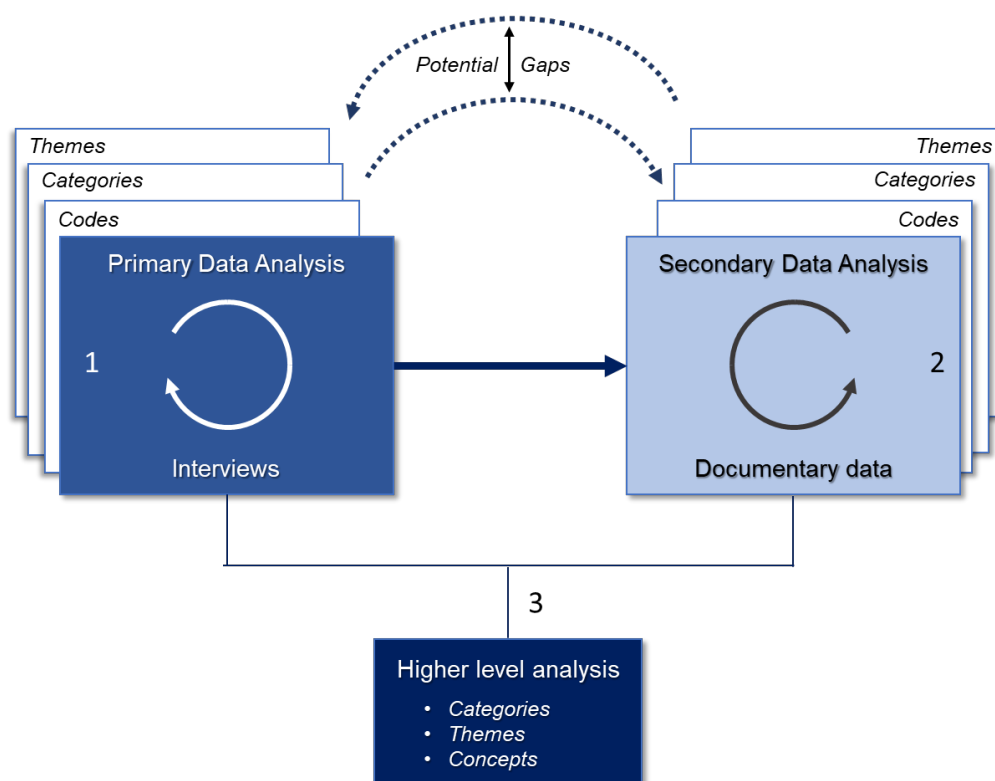 Potential Gaps
Themes
Categories
Codes
Primary Data Analysis
1
Interviews
Themes
Categories
Codes
Secondary Data Analysis
2
Documentary data
3
Higher level analysis
• Categories
• Themes
• Concepts